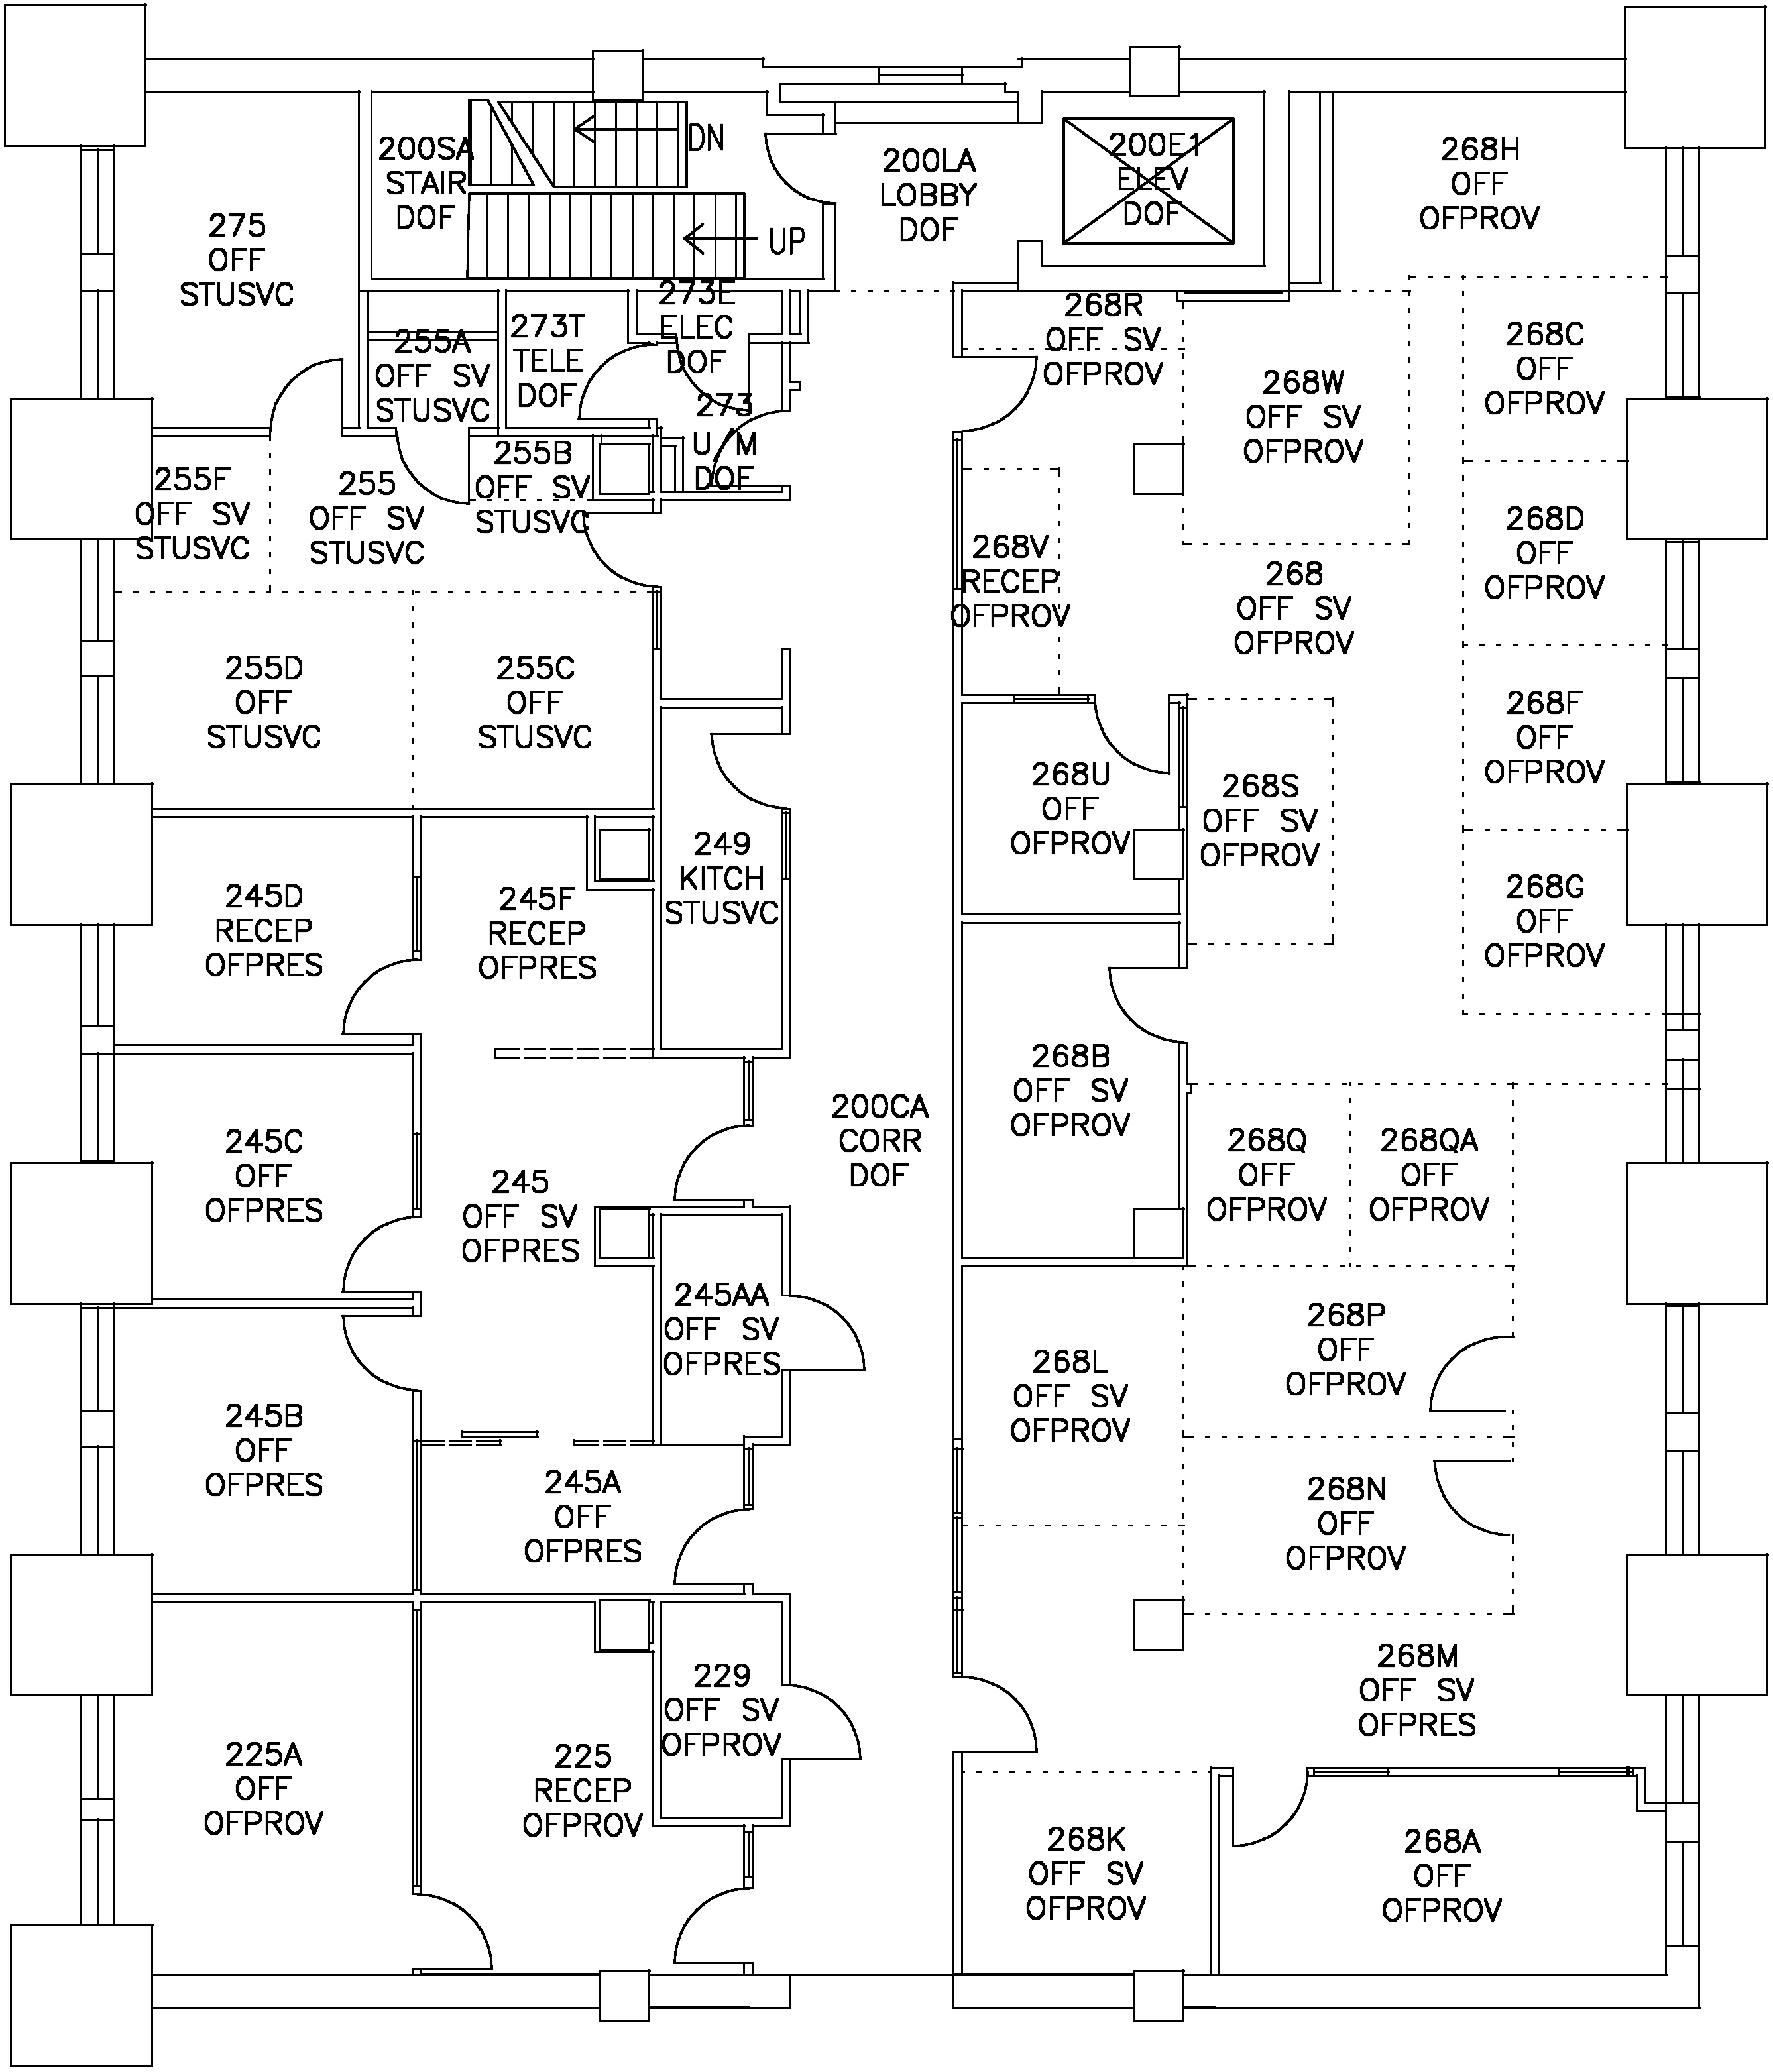 200SA
STAIR
DOF
DN
UP
200LA
LOBBY
DOF
200E1
ELEV
DOF
268H
OFF
OFPROV
275
OFF
STUSVC
255A
OFF SV
STUSVC
273T
TELE
DOF
273E
ELEC
DOF
273
U/M
DOF
268R
OFF SV
OFPROV
268W
OFF SV
OFPROV
268C
OFF
OFPROV
255F
OFF SV
STUSVC
255
OFF SV
STUSVC
255B
OFF SV
STUSVC
268V
RECEP
OFPROV
268
OFF SV
OFPROV
268D
OFF
OFPROV
255D
OFF
STUSVC
255C
OFF
STUSVC
268F
OFF
OFPROV
268U
OFF
OFPROV
268S
OFF SV
OFPROV
249
KITCH
STUSVC
245D
RECEP
OFPRES
245F
RECEP
OFPRES
268G
OFF
OFPROV
268B
OFF SV
OFPROV
200CA
CORR
DOF
245C
OFF
OFPRES
245
OFF SV
OFPRES
268Q
OFF
OFPROV
268QA
OFF
OFPROV
245AA
OFF SV
OFPRES
268P
OFF
OFPROV
268L
OFF SV
OFPROV
245B
OFF
OFPRES
245A
OFF
OFPRES
268N
OFF
OFPROV
229
OFF SV
OFPROV
268M
OFF SV
OFPRES
225A
OFF
OFPROV
225
RECEP
OFPROV
268K
OFF SV
OFPROV
268A
OFF
OFPROV